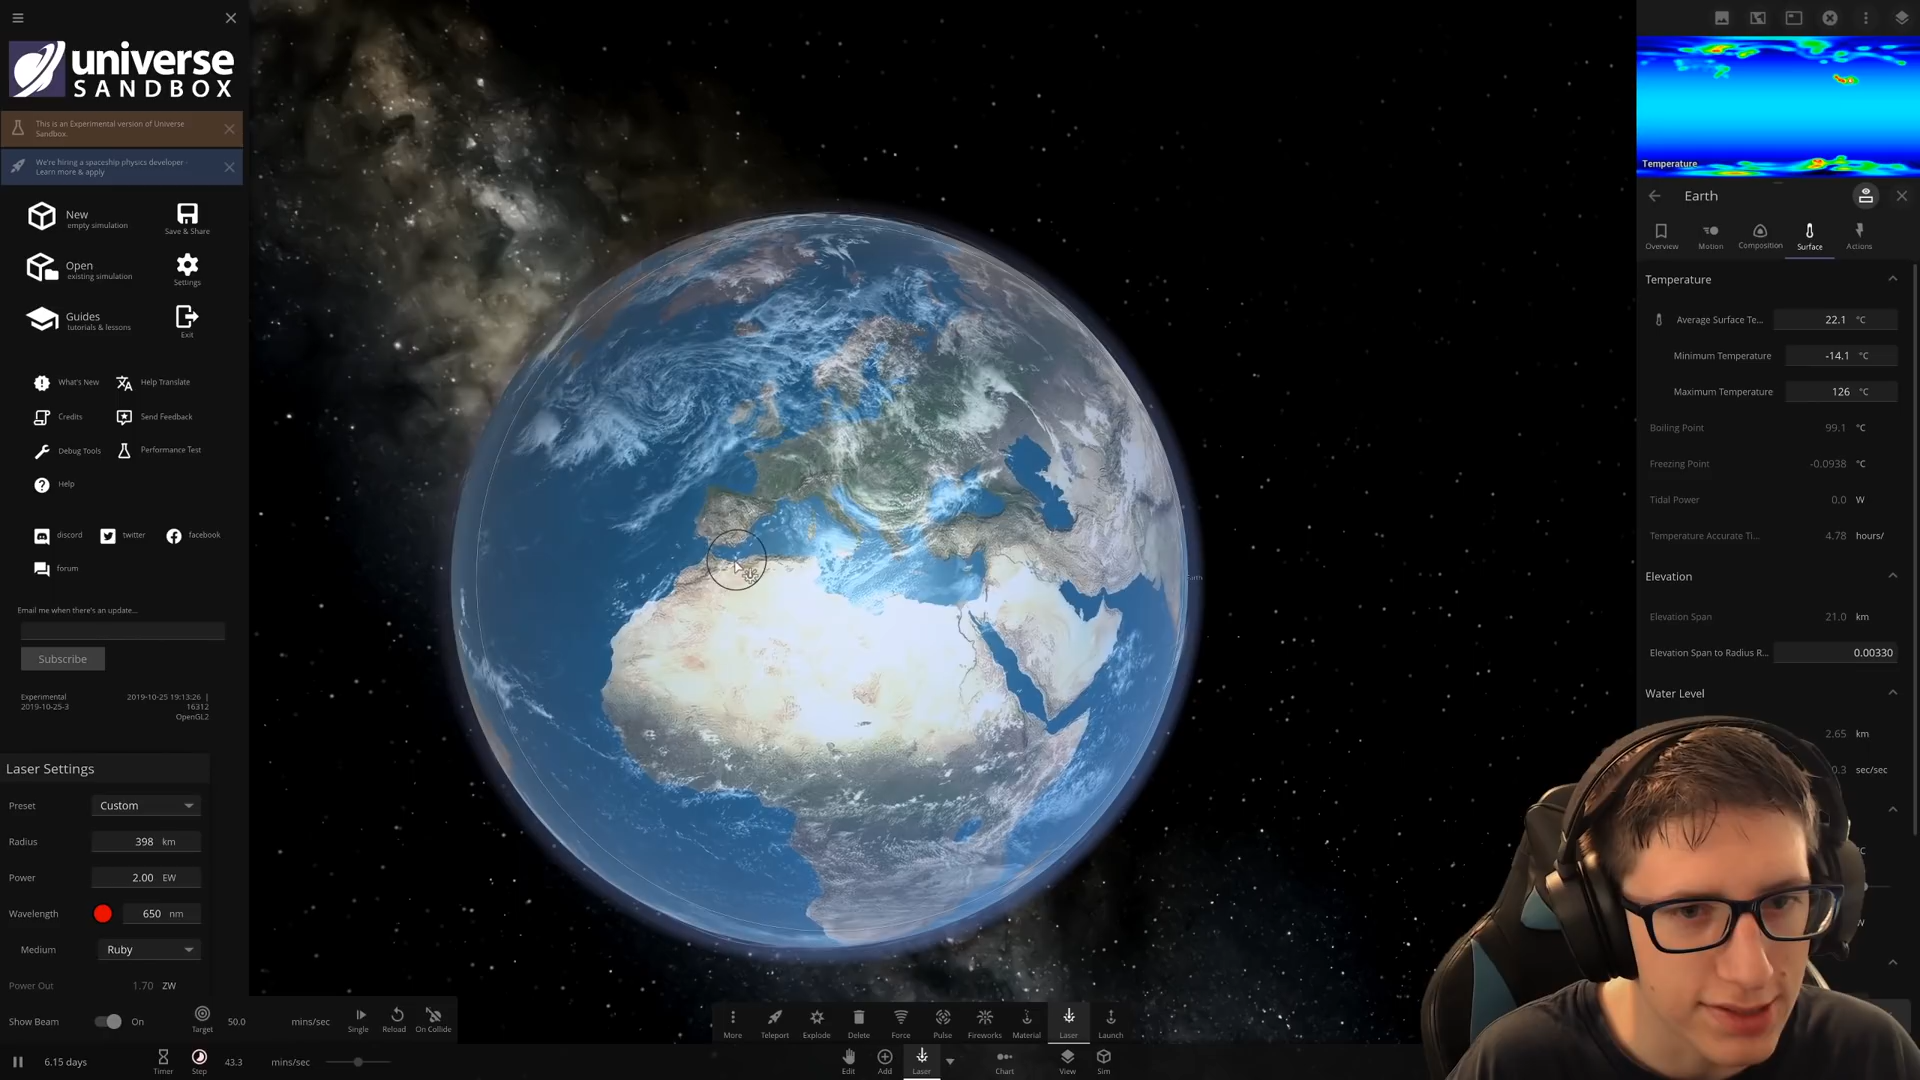 universe
SANDBOX
This is an Experimental version of Universe
Sandbox.
We're hiring a spaceship physics developer -
Learn more & apply
New
empty simulation
Save & Share
Open
existing simulation
Settings
Guides
tutorials & lessons
Exit
What's New
Help Translate
Credits
Send Feedback
Debug Tools
Performance Test
Help
discord
twitter
facebook
forum
Email me when there's an update...
Subscribe
Experimental
2019-10-25-3
2019-10-25 19:13:26 |
16312
OpenGL2
Laser Settings
Preset
Custom
Radius
398 km
Power
2.00 EW
Wavelength
650 nm
Medium
Ruby
Power Out
1.70 ZW
Show Beam
On
Target
50.0
mins/sec
Single
Reload
On Collide
6.15 days
Timer
Step
43.3
mins/sec
More
Teleport
Explode
Delete
Force
Pulse
Fireworks
Material
Laser
Launch
Edit
Add
Laser
Chart
View
Sim
Temperature
Earth
Overview
Motion
Composition
Surface
Actions
Temperature
Average Surface Te...
22.1 °C
Minimum Temperature
-14.1 °C
Maximum Temperature
126 °C
Boiling Point
99.1 °C
Freezing Point
-0.0938 °C
Tidal Power
0.0 W
Temperature Accurate Ti...
4.78 hours/
Elevation
Elevation Span
21.0 km
Elevation Span to Radius R...
0.00330
Water Level
2.65 km
sec/sec